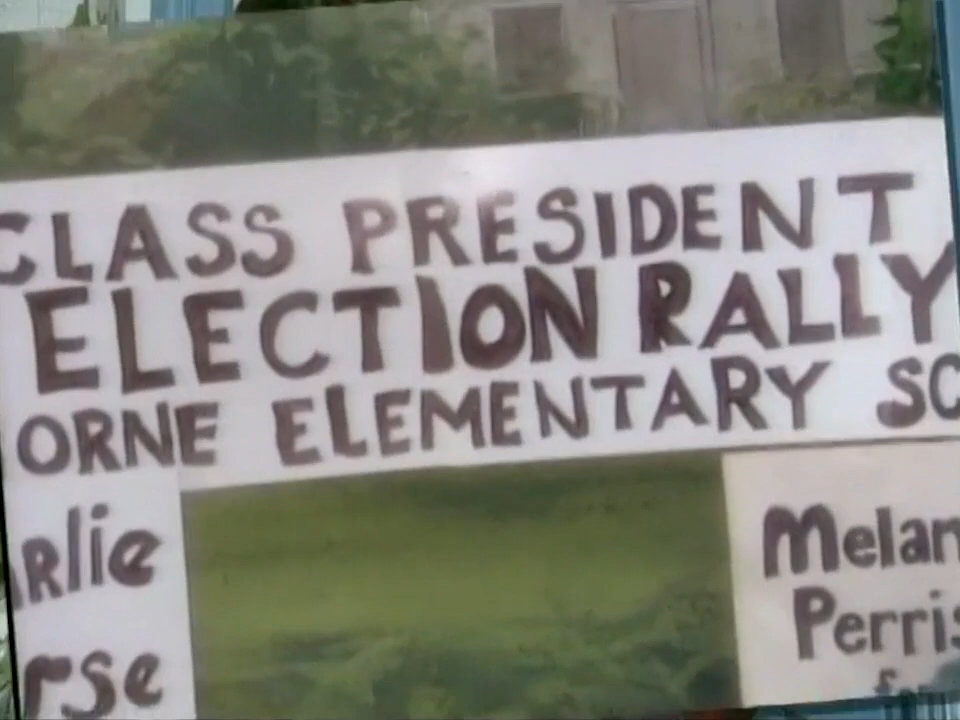 CLASS PRESIDENT
ELECTION RALLY
ORNE ELEMENTARY SC
rlie
rse
Melan
Perris